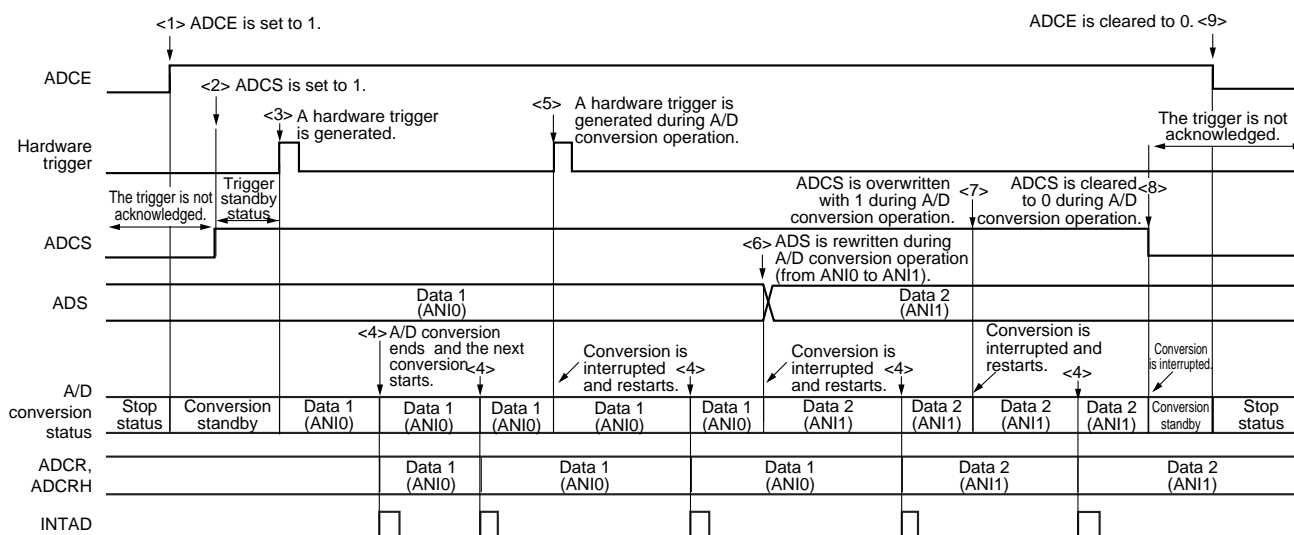 <1> ADCE is set to 1.
ADCE is cleared to 0. <9>
ADCE
<2> ADCS is set to 1.
<3> A hardware trigger
is generated.
<5> A hardware trigger is
generated during A/D
conversion operation.
The trigger is not
acknowledged.
Hardware
trigger
The trigger is not
acknowledged.
Trigger
standby
status
ADCS is overwritten
with 1 during A/D
conversion operation.
<7>
ADCS is cleared
to 0 during A/D
conversion operation.
<8>
ADCS
<6> ADS is rewritten during
A/D conversion operation
(from ANI0 to ANI1).
ADS
Data 1
(ANI0)
Data 2
(ANI1)
<4> A/D conversion
ends and the next
conversion
starts.
<4>
Conversion is
interrupted
and restarts.
<4>
Conversion is
interrupted
and restarts.
<4>
Conversion is
interrupted and
restarts.
<4>
Conversion
is interrupted.
A/D
conversion
status
Stop
status
Conversion
standby
Data 1
(ANI0)
Data 1
(ANI0)
Data 1
(ANI0)
Data 1
(ANI0)
Data 1
(ANI0)
Data 2
(ANI1)
Data 2
(ANI1)
Data 2
(ANI1)
Data 2
(ANI1)
Conversion
standby
Stop
status
ADCR,
ADCRH
Data 1
(ANI0)
Data 1
(ANI0)
Data 1
(ANI0)
Data 2
(ANI1)
Data 2
(ANI1)
INTAD